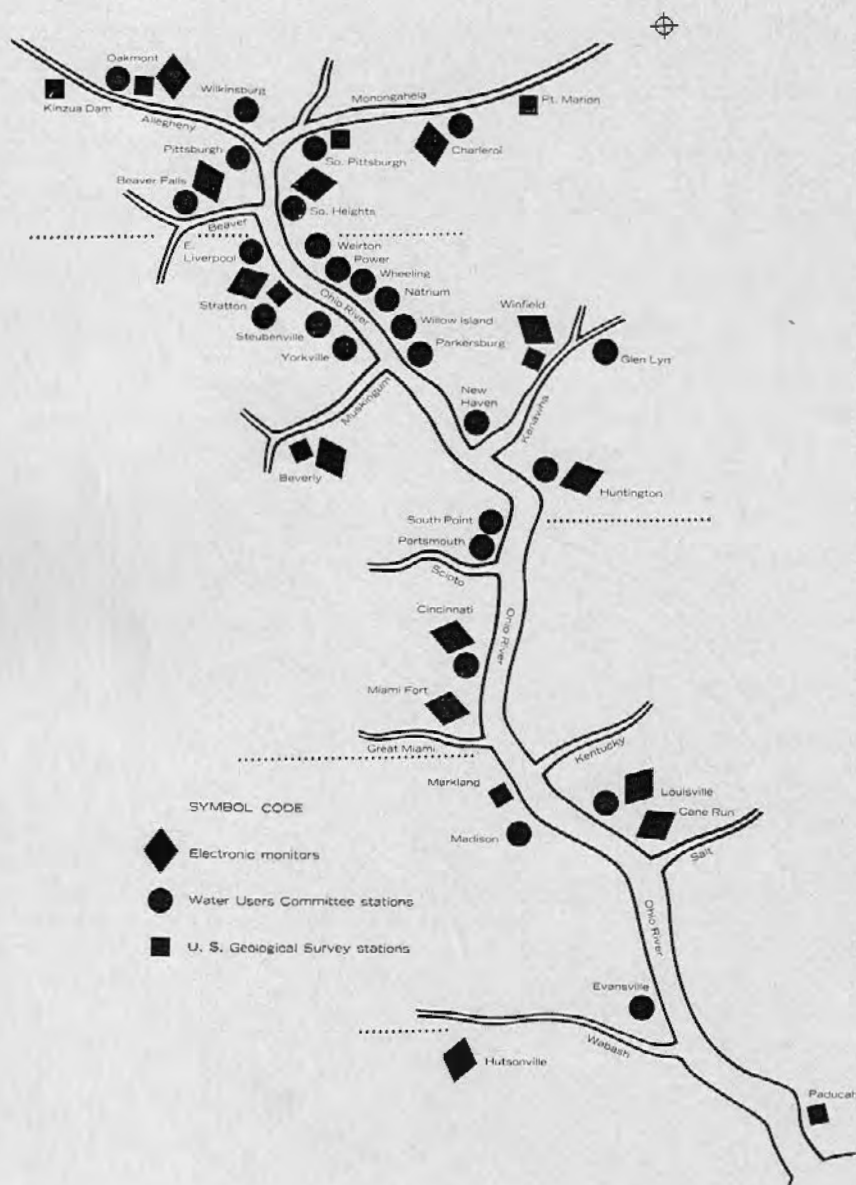 Oakmont
Kinzua Dam
Allegheny
Wilkinsburg
Monongahela
Pt. Marion
Charleroi
Pittsburgh
So. Pittsburgh
Beaver Falls
So. Heights
Beaver
E.
Liverpool
Weirton
Power
Wheeling
Natrium
Ohio River
Stratton
Willow Island
Winfield
Steubenville
Parkersburg
Yorkville
Glen Lyn
New
Haven
Muskingum
Kanawha
Beverly
Huntington
South Point
Portsmouth
Scioto
Cincinnati
Ohio River
Miami Fort
Great Miami
Kentucky
Markland
Louisville
Cane Run
Madison
Salt
SYMBOL CODE
Electronic monitors
Water Users Committee stations
U. S. Geological Survey stations
Ohio River
Evansville
Wabash
Hutsonville
Paducah